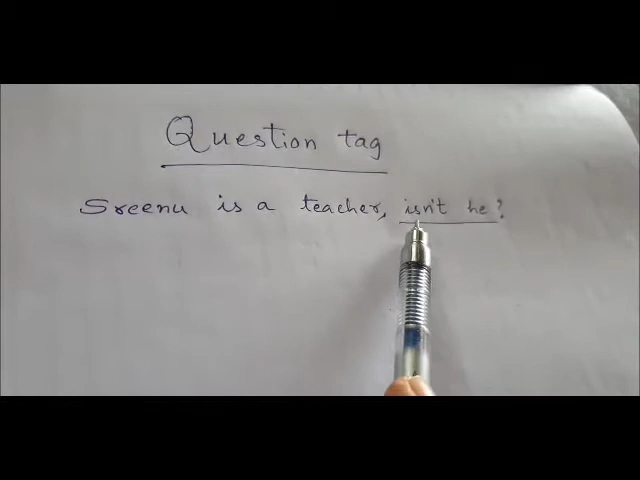 Question tag
Sreenu is a teacher, isn't he?